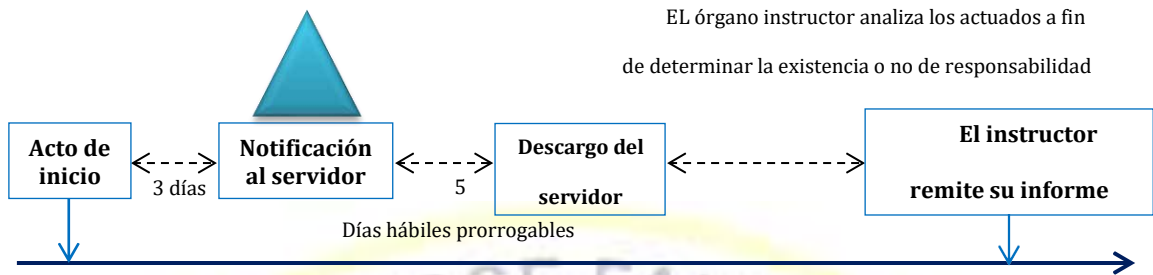 EL órgano instructor analiza los actuados a fin
de determinar la existencia o no de responsabilidad
Acto de
inicio
3 días
Notificación
al servidor
5
Días hábiles prorrogables
Descargo del
servidor
El instructor
remite su informe